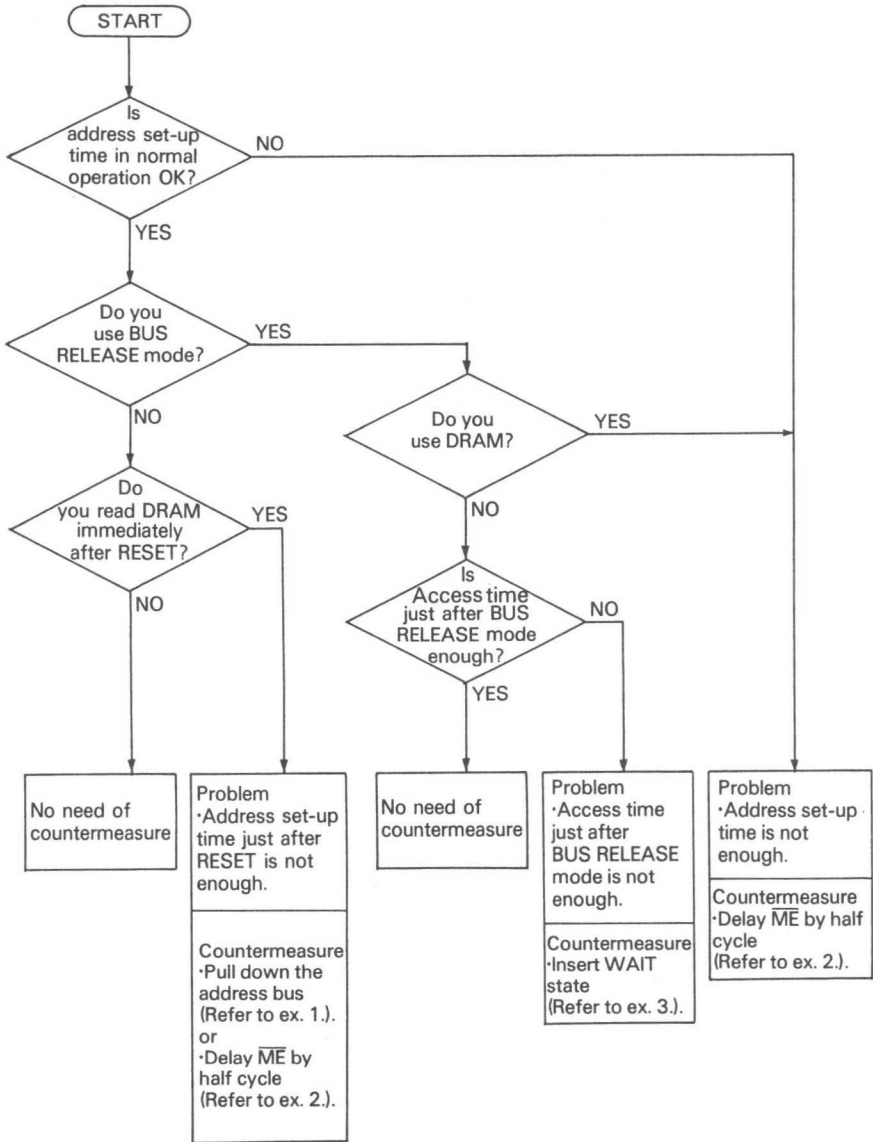 START
Is
address set-up
time in normal
operation OK?
NO
YES
Do you
use BUS
RELEASE mode?
YES
NO
Do you
use DRAM?
YES
NO
Do
you read DRAM
immediately
after RESET?
YES
NO
Is
Access time
just after BUS
RELEASE mode
enough?
NO
YES
No need of
countermeasure
Problem
·Address set-up
time just after
RESET is not
enough.
Countermeasure
·Pull down the
address bus
(Refer to ex. 1.).
or
·Delay M̅E̅ by
half cycle
(Refer to ex. 2.).
No need of
countermeasure
Problem
·Access time
just after
BUS RELEASE
mode is not
enough.
Countermeasure
·Insert WAIT
state
(Refer to ex. 3.).
Problem
·Address set-up
time is not
enough.
Countermeasure
·Delay M̅E̅ by half
cycle
(Refer to ex. 2.).